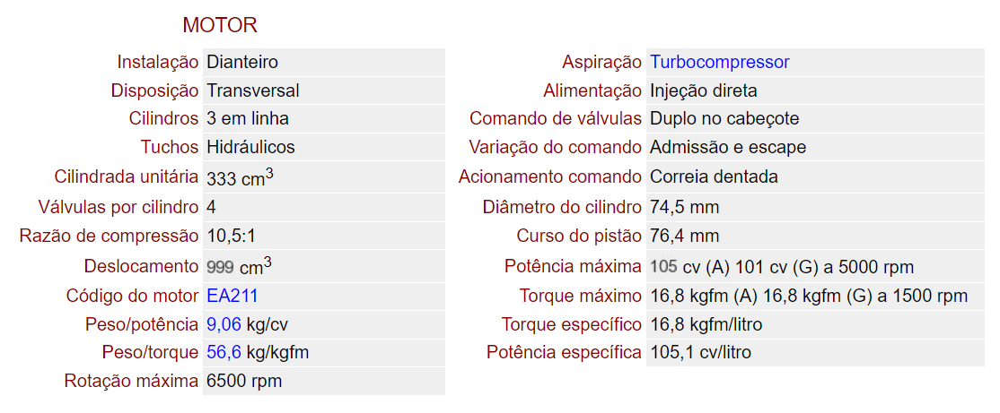 MOTOR
Instalação Dianteiro
Disposição Transversal
Cilindros 3 em linha
Tuchos Hidráulicos
Cilindrada unitária 333 cm³
Válvulas por cilindro 4
Razão de compressão 10,5:1
Deslocamento 999 cm³
Código do motor EA211
Peso/potência 9,06 kg/cv
Peso/torque 56,6 kg/kgfm
Rotação máxima 6500 rpm
Aspiração Turbocompressor
Alimentação Injeção direta
Comando de válvulas Duplo no cabeçote
Variação do comando Admissão e escape
Acionamento comando Correia dentada
Diâmetro do cilindro 74,5 mm
Curso do pistão 76,4 mm
Potência máxima 105 cv (A) 101 cv (G) a 5000 rpm
Torque máximo 16,8 kgfm (A) 16,8 kgfm (G) a 1500 rpm
Torque específico 16,8 kgfm/litro
Potência específica 105,1 cv/litro